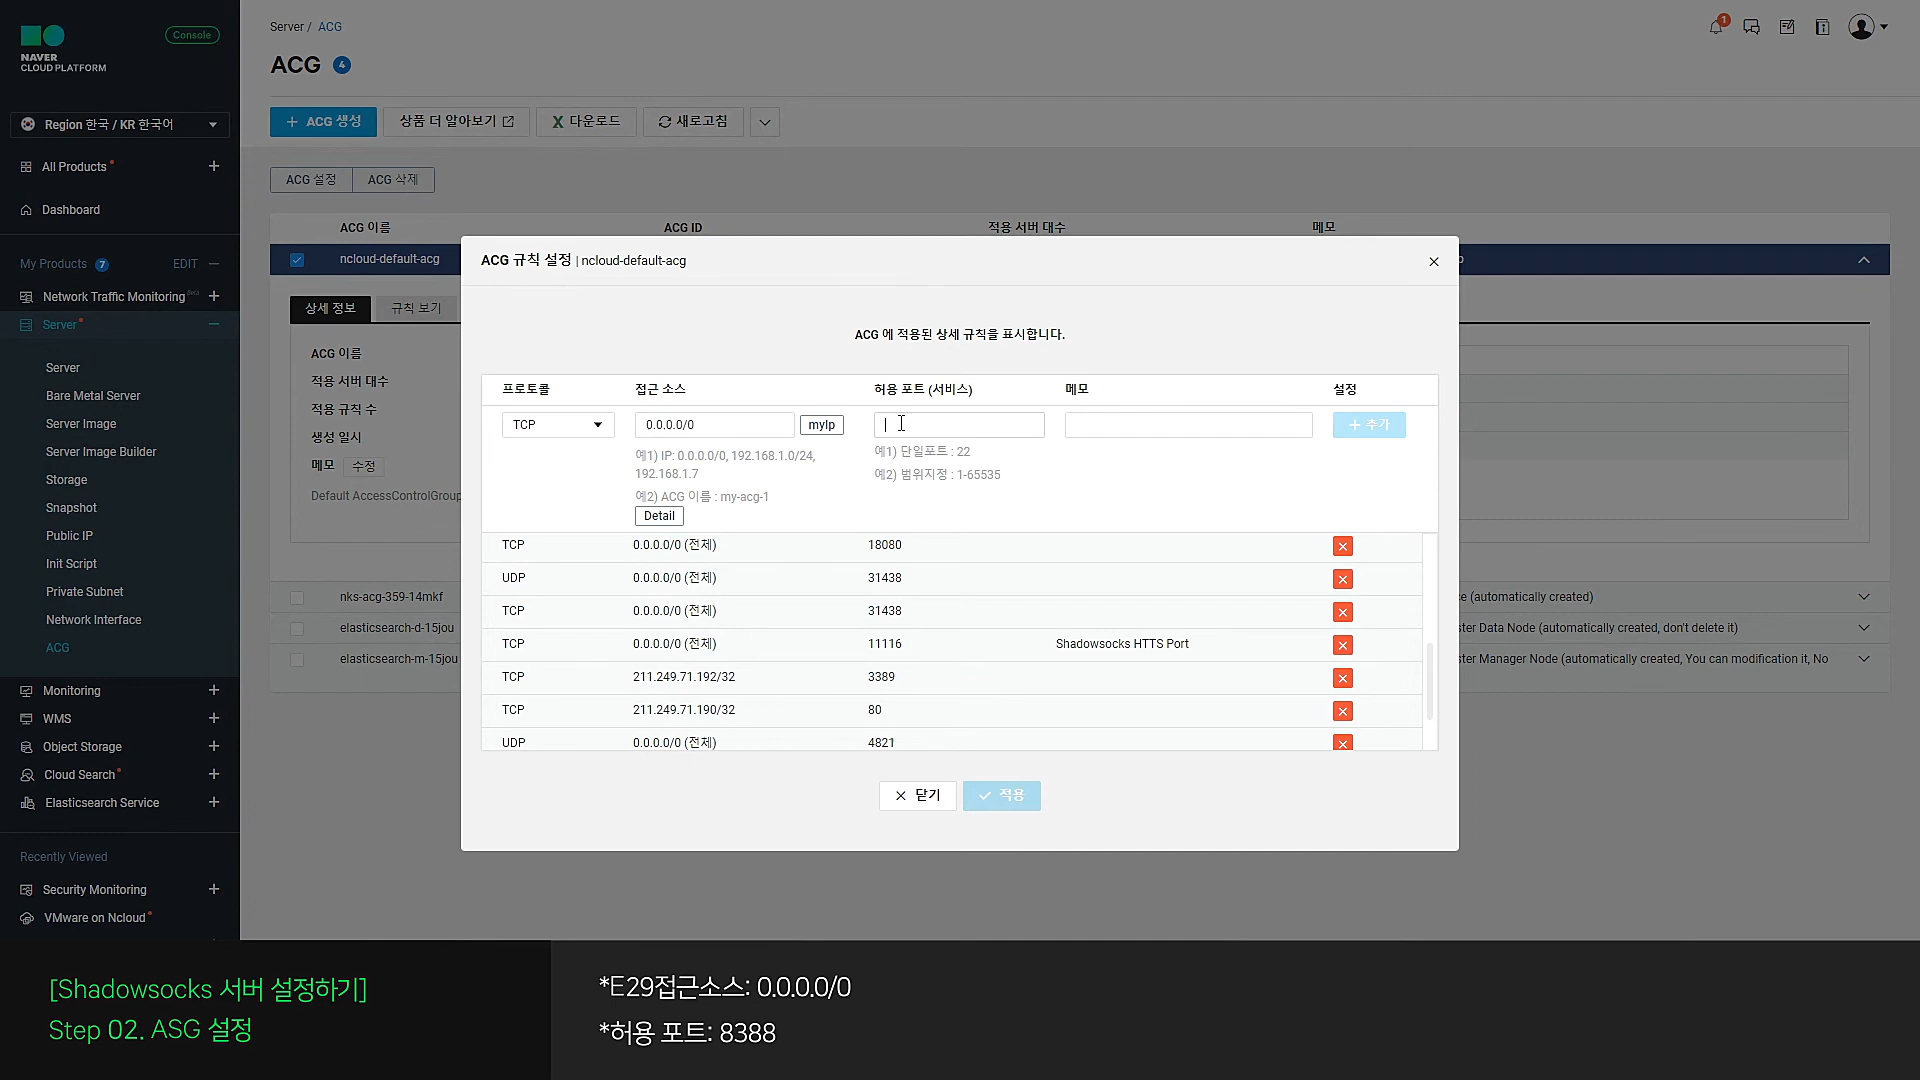 NAVER
CLOUD PLATFORM
Console
Region 한국 / KR 한국어
All Products
Dashboard
My Products 7 EDIT
Network Traffic Monitoring Beta
Server
Server
Bare Metal Server
Server Image
Server Image Builder
Storage
Snapshot
Public IP
Init Script
Private Subnet
Network Interface
ACG
Monitoring
WMS
Object Storage
Cloud Search
Elasticsearch Service
Recently Viewed
Security Monitoring
VMware on Ncloud
Server / ACG
1
ACG 4
+ ACG 생성
상품 더 알아보기
다운로드
새로고침
ACG 설정
ACG 삭제
ACG 이름 ACG ID 적용 서버 대수 메모
ncloud-default-acg
상세 정보
규칙 보기
ACG 이름
적용 서버 대수
적용 규칙 수
생성 일시
메모 수정
Default AccessControlGroup
nks-acg-359-14mkf
(automatically created)
elasticsearch-d-15jou
Data Node (automatically created, don't delete it)
elasticsearch-m-15jou
Manager Node (automatically created, You can modification it, No
ACG 규칙 설정 | ncloud-default-acg
ACG 에 적용된 상세 규칙을 표시합니다.
프로토콜 접근 소스 허용 포트 (서비스) 메모 설정
TCP 0.0.0.0/0 myIp + 추가
예1) IP: 0.0.0.0/0, 192.168.1.0/24,
192.168.1.7
예2) ACG 이름 : my-acg-1
Detail
예1) 단일포트 : 22
예2) 범위지정 : 1-65535
TCP 0.0.0.0/0 (전체) 18080
UDP 0.0.0.0/0 (전체) 31438
TCP 0.0.0.0/0 (전체) 31438
TCP 0.0.0.0/0 (전체) 11116 Shadowsocks HTTS Port
TCP 211.249.71.192/32 3389
TCP 211.249.71.190/32 80
UDP 0.0.0.0/0 (전체) 4821
닫기
적용
[Shadowsocks 서버 설정하기]
Step 02. ASG 설정
*E29접근소스: 0.0.0.0/0
*허용 포트: 8388